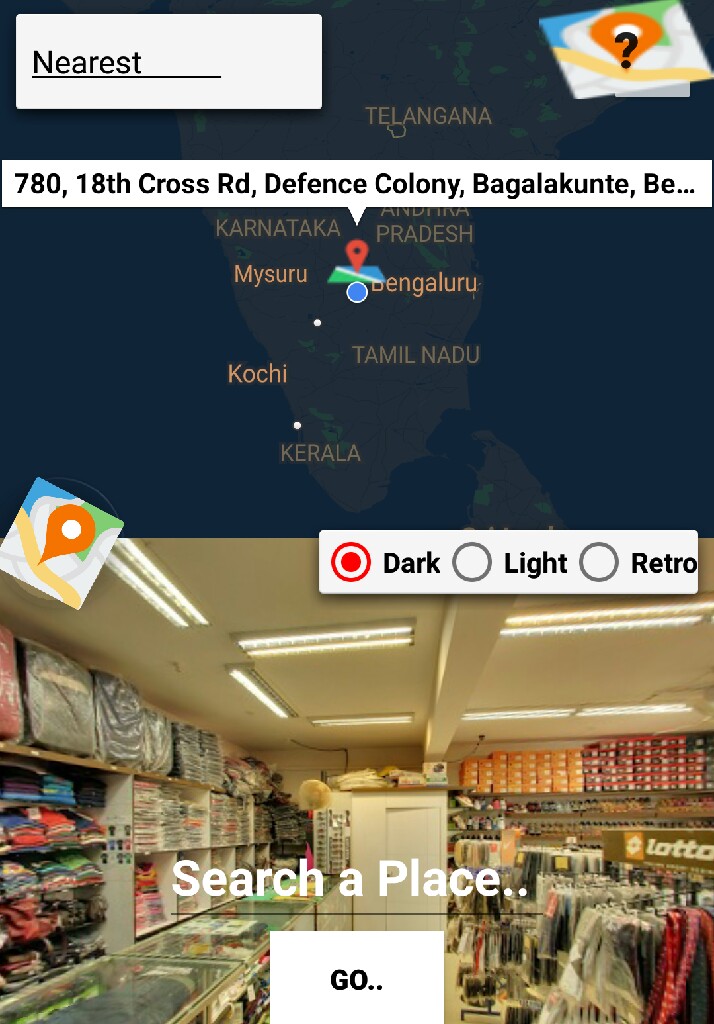 Nearest
?
TELANGANA
780, 18th Cross Rd, Defence Colony, Bagalakunte, Be...
ANDHRA
PRADESH
KARNATAKA
Mysuru
Bengaluru
TAMIL NADU
Kochi
KERALA
Dark Light Retro
lotto
Search a Place..
GO..